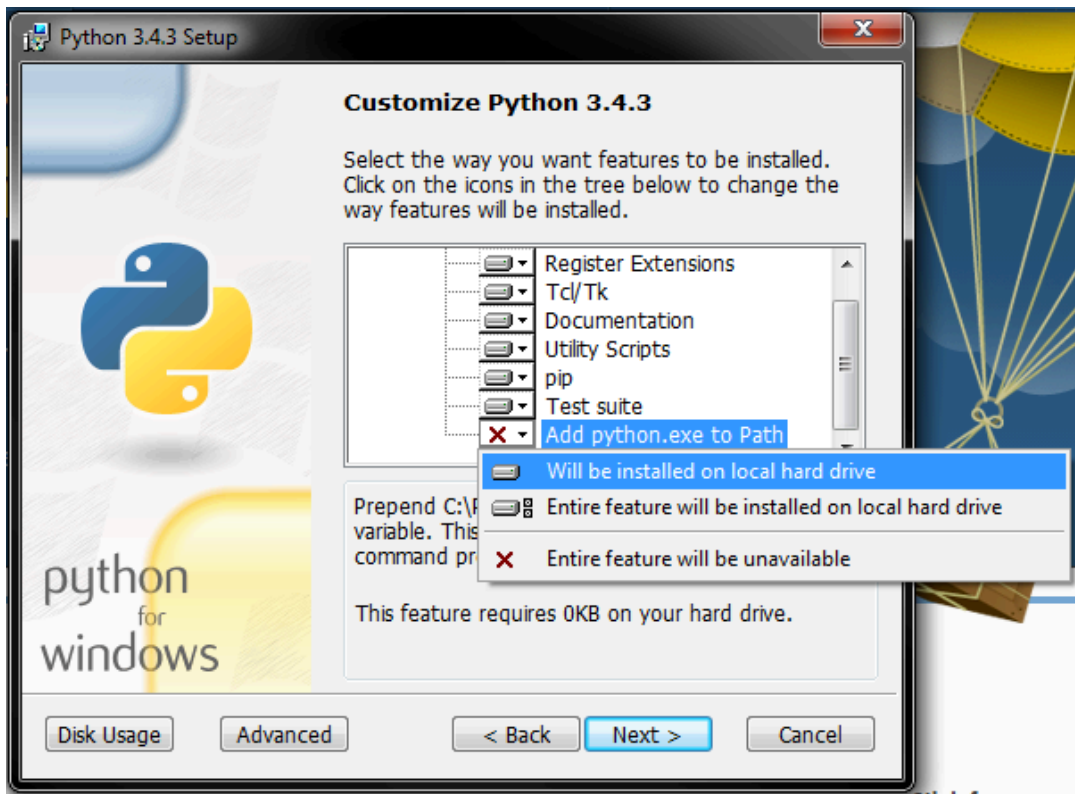 Python 3.4.3 Setup
Customize Python 3.4.3
Select the way you want features to be installed.
Click on the icons in the tree below to change the
way features will be installed.
Register Extensions
Tcl/Tk
Documentation
Utility Scripts
pip
Test suite
Add python.exe to Path
Will be installed on local hard drive
Entire feature will be installed on local hard drive
Entire feature will be unavailable
Prepend C:\
variable. This
command
This feature requires 0KB on your hard drive.
python
for
windows
Disk Usage
Advanced
< Back
Next >
Cancel